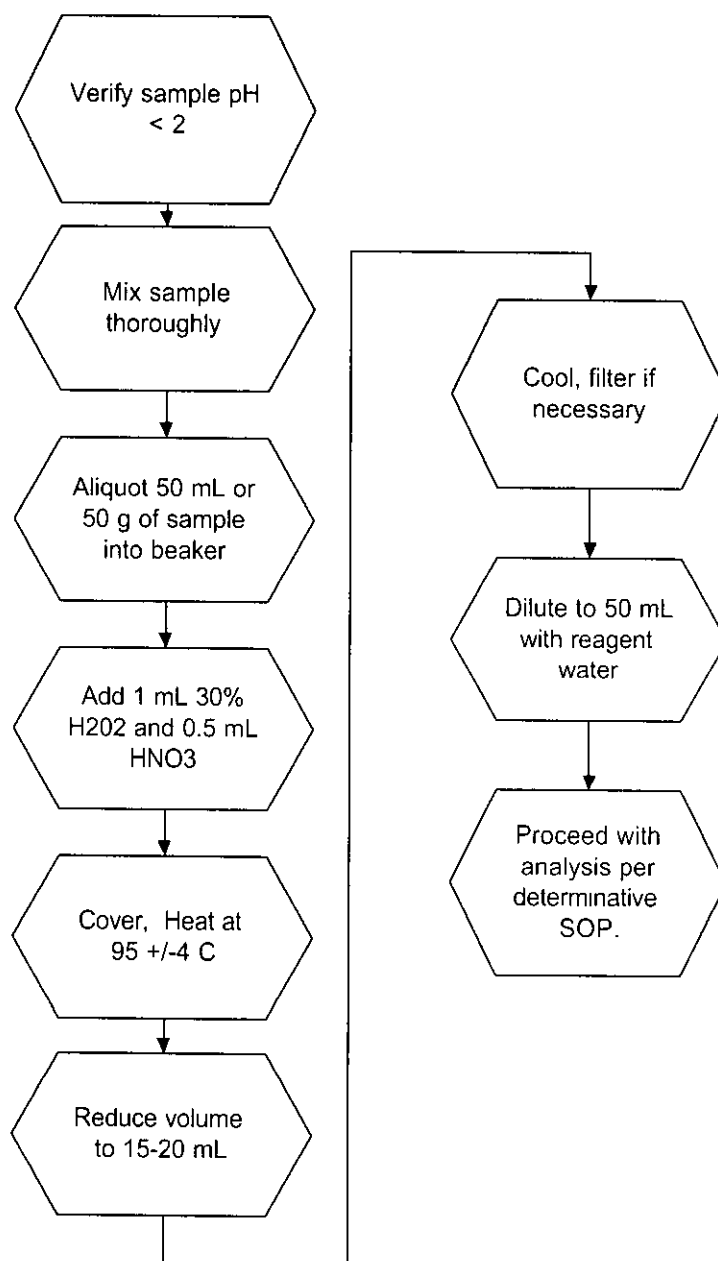 Verify sample pH
< 2
Mix sample
thoroughly
Aliquot 50 mL or
50 g of sample
into beaker
Add 1 mL 30%
H202 and 0.5 mL
HNO3
Cover, Heat at
95 +/-4 C
Reduce volume
to 15-20 mL
Cool, filter if
necessary
Dilute to 50 mL
with reagent
water
Proceed with
analysis per
determinative
SOP.